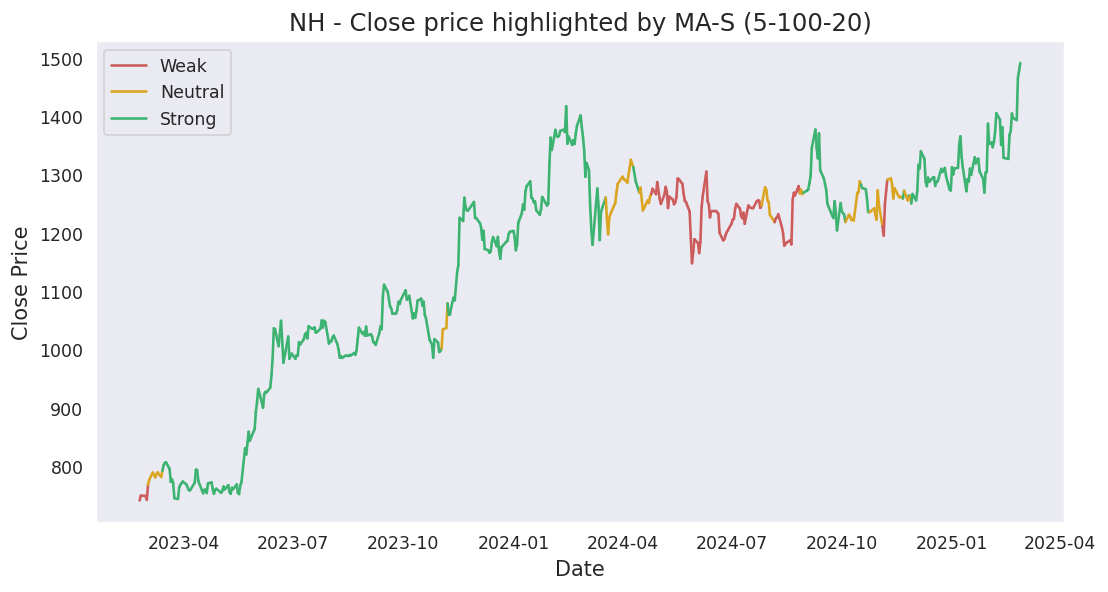 NH - Close price highlighted by MA-S (5-100-20)
Weak
Neutral
Strong
1500
1400
1300
1200
1100
1000
900
800
Close Price
2023-04 2023-07 2023-10 2024-01 2024-04 2024-07 2024-10 2025-01 2025-04
Date